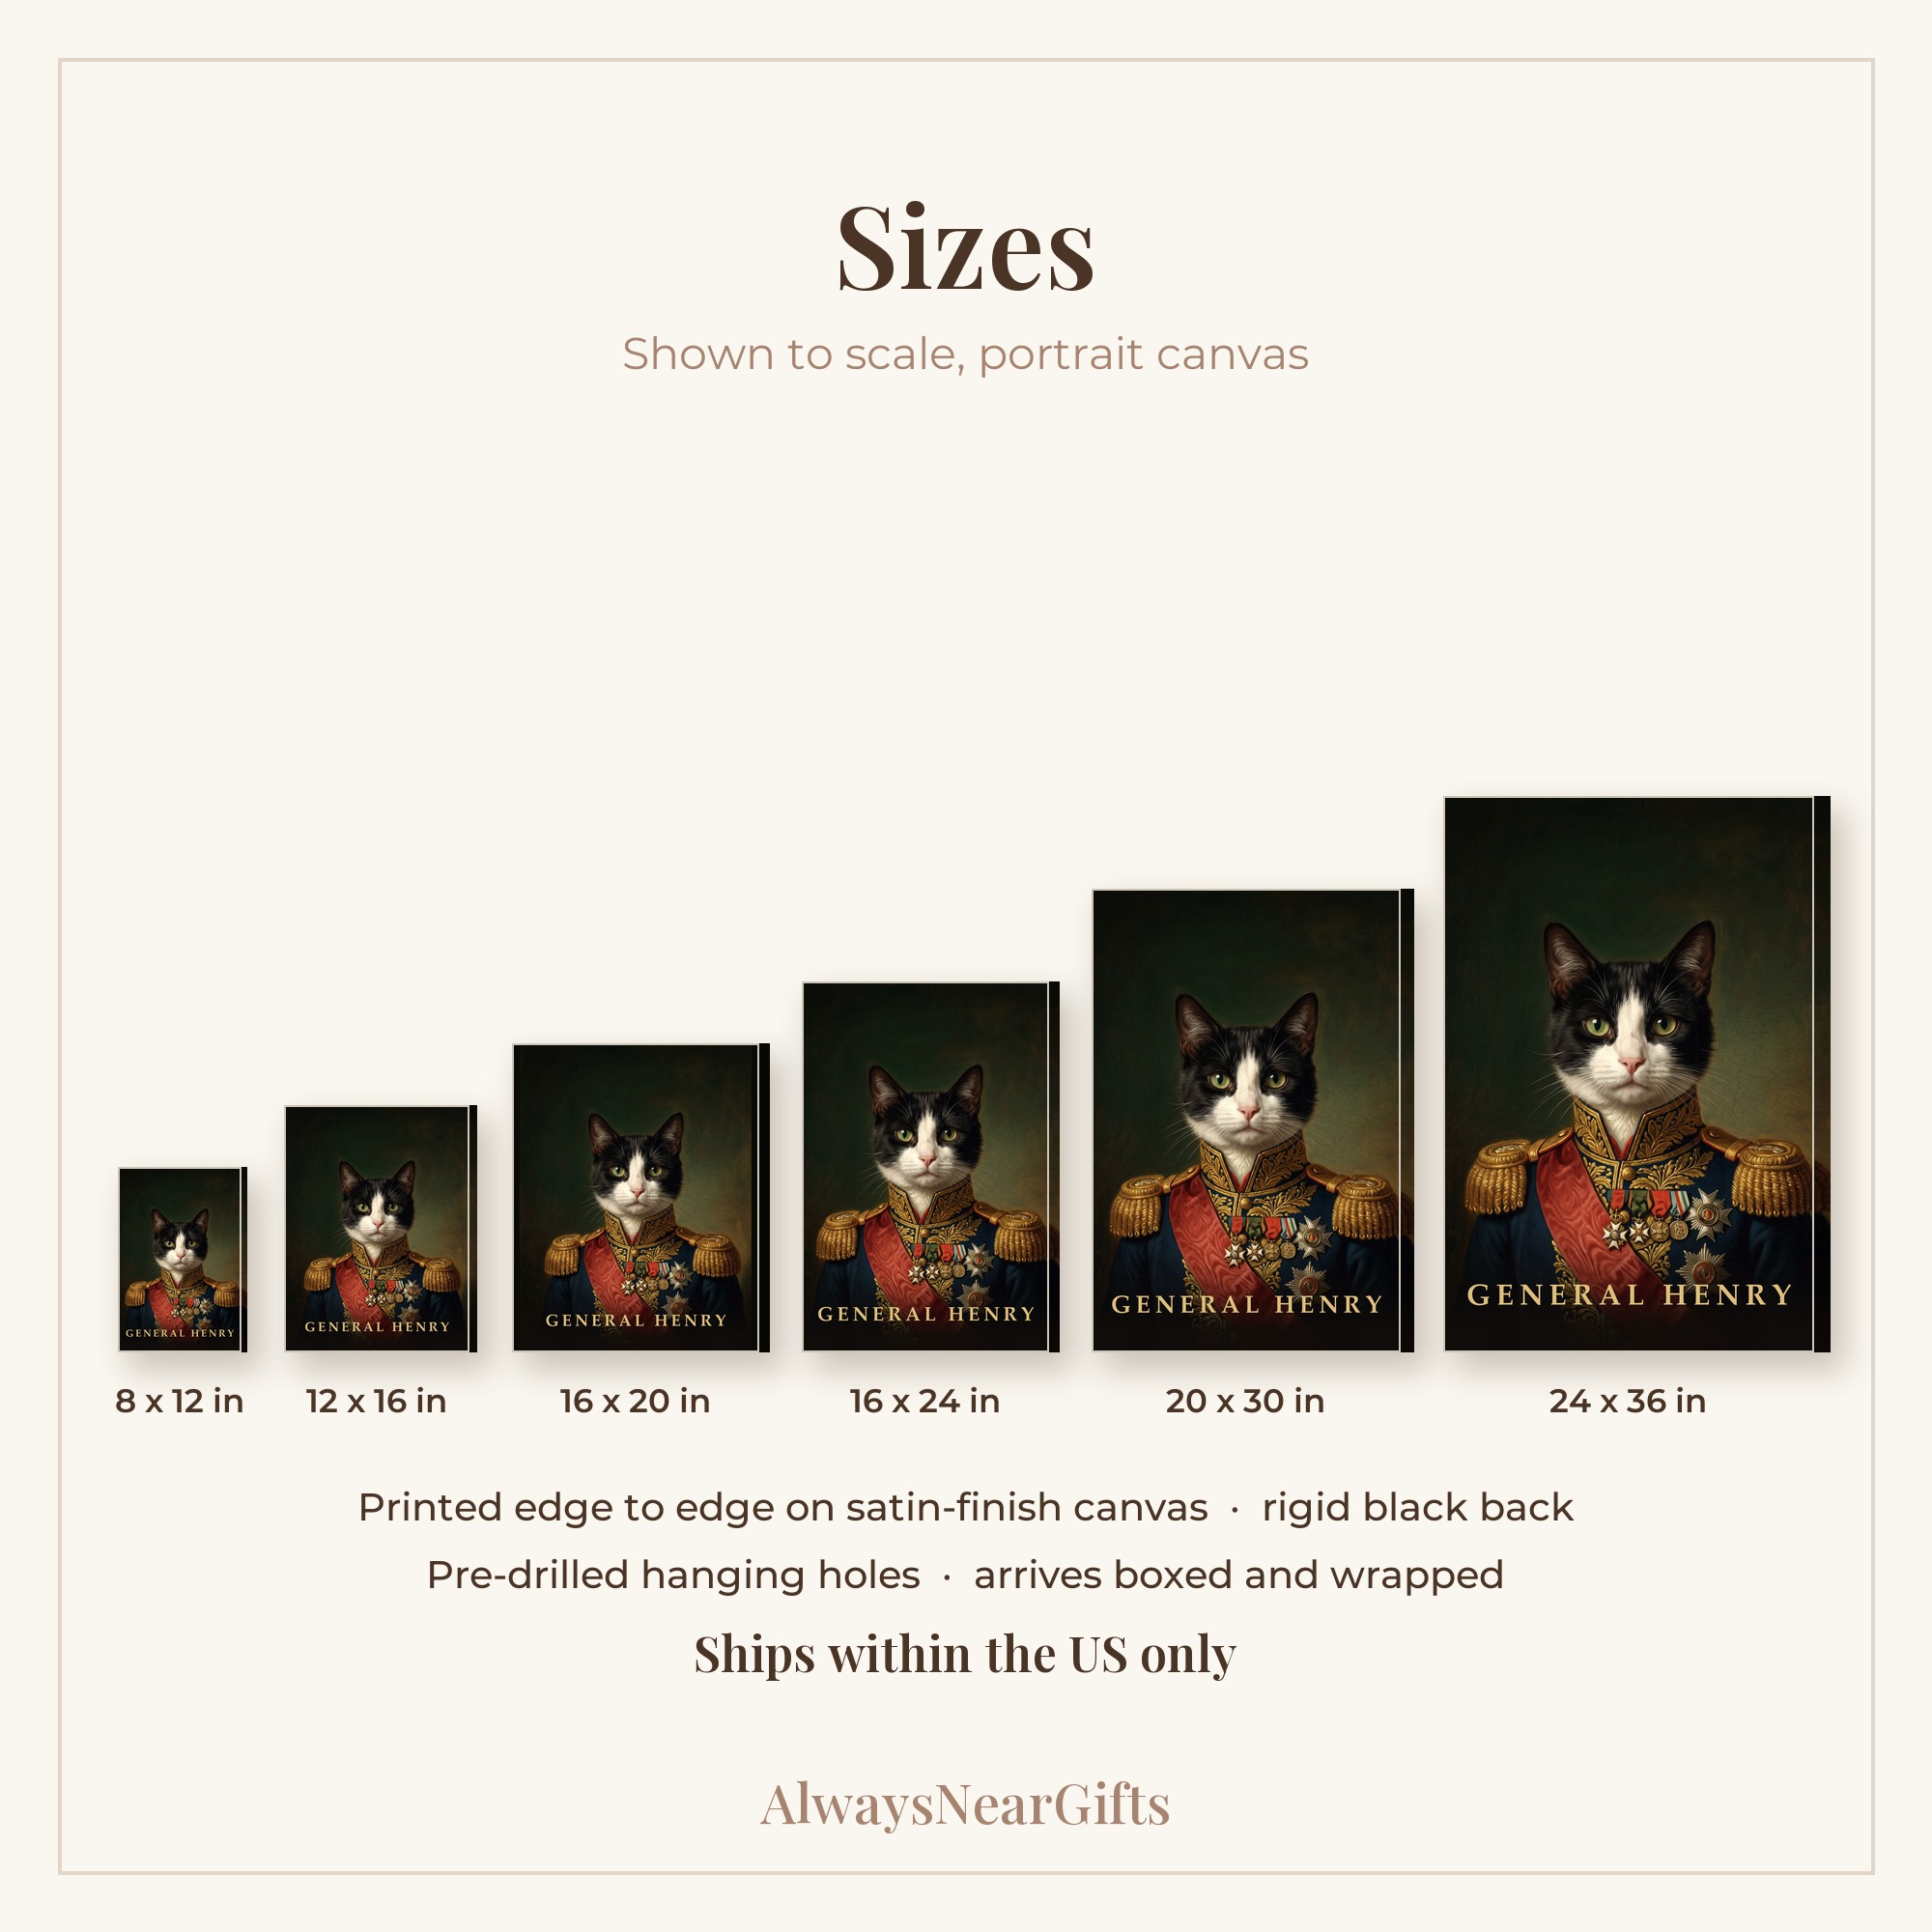 Sizes
Shown to scale, portrait canvas
GENERAL HENRY
GENERAL HENRY
GENERAL HENRY
GENERAL HENRY
GENERAL HENRY
GENERAL HENRY
8 x 12 in
12 x 16 in
16 x 20 in
16 x 24 in
20 x 30 in
24 x 36 in
Printed edge to edge on satin-finish canvas · rigid black back
Pre-drilled hanging holes · arrives boxed and wrapped
Ships within the US only
AlwaysNearGifts